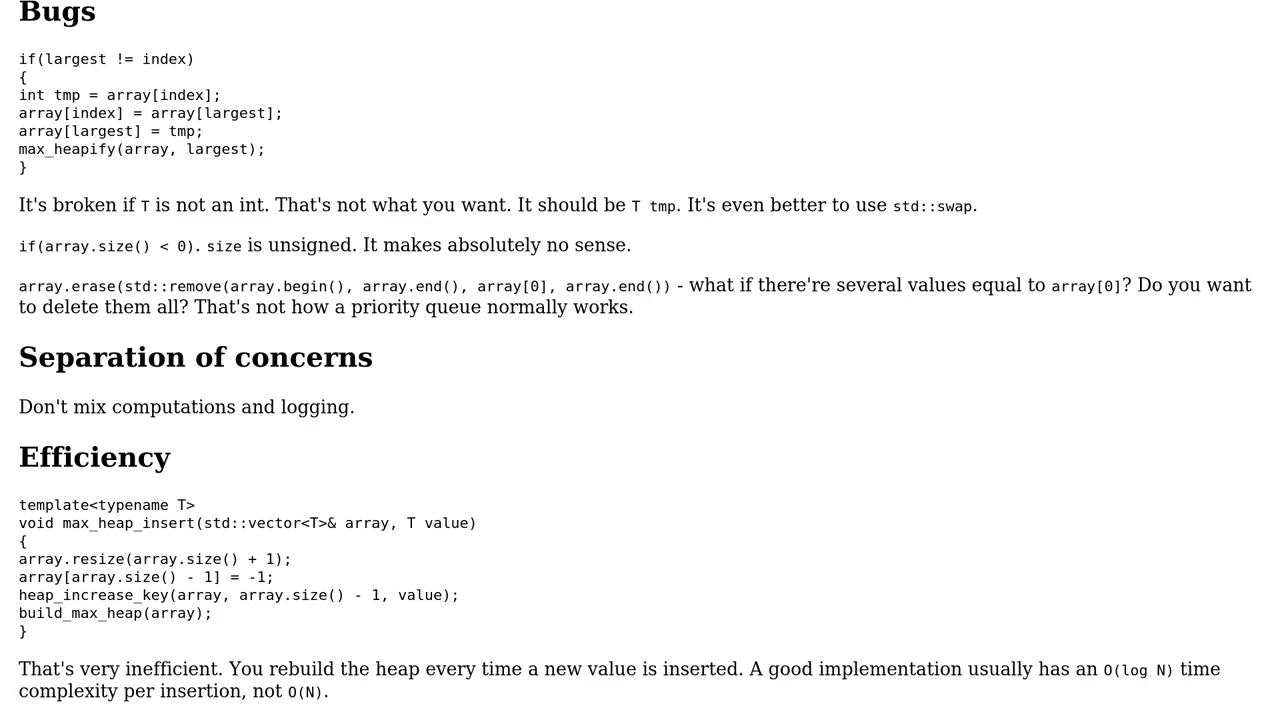 Bugs
if(largest != index)
{
int tmp = array[index];
array[index] = array[largest];
array[largest] = tmp;
max_heapify(array, largest);
}
It's broken if T is not an int. That's not what you want. It should be T tmp. It's even better to use std::swap.
if(array.size() < 0). size is unsigned. It makes absolutely no sense.
array.erase(std::remove(array.begin(), array.end(), array[0], array.end()) - what if there're several values equal to array[0]? Do you want
to delete them all? That's not how a priority queue normally works.
Separation of concerns
Don't mix computations and logging.
Efficiency
template<typename T>
void max_heap_insert(std::vector<T>& array, T value)
{
array.resize(array.size() + 1);
array[array.size() - 1] = -1;
heap_increase_key(array, array.size() - 1, value);
build_max_heap(array);
}
That's very inefficient. You rebuild the heap every time a new value is inserted. A good implementation usually has an O(log N) time
complexity per insertion, not O(N).